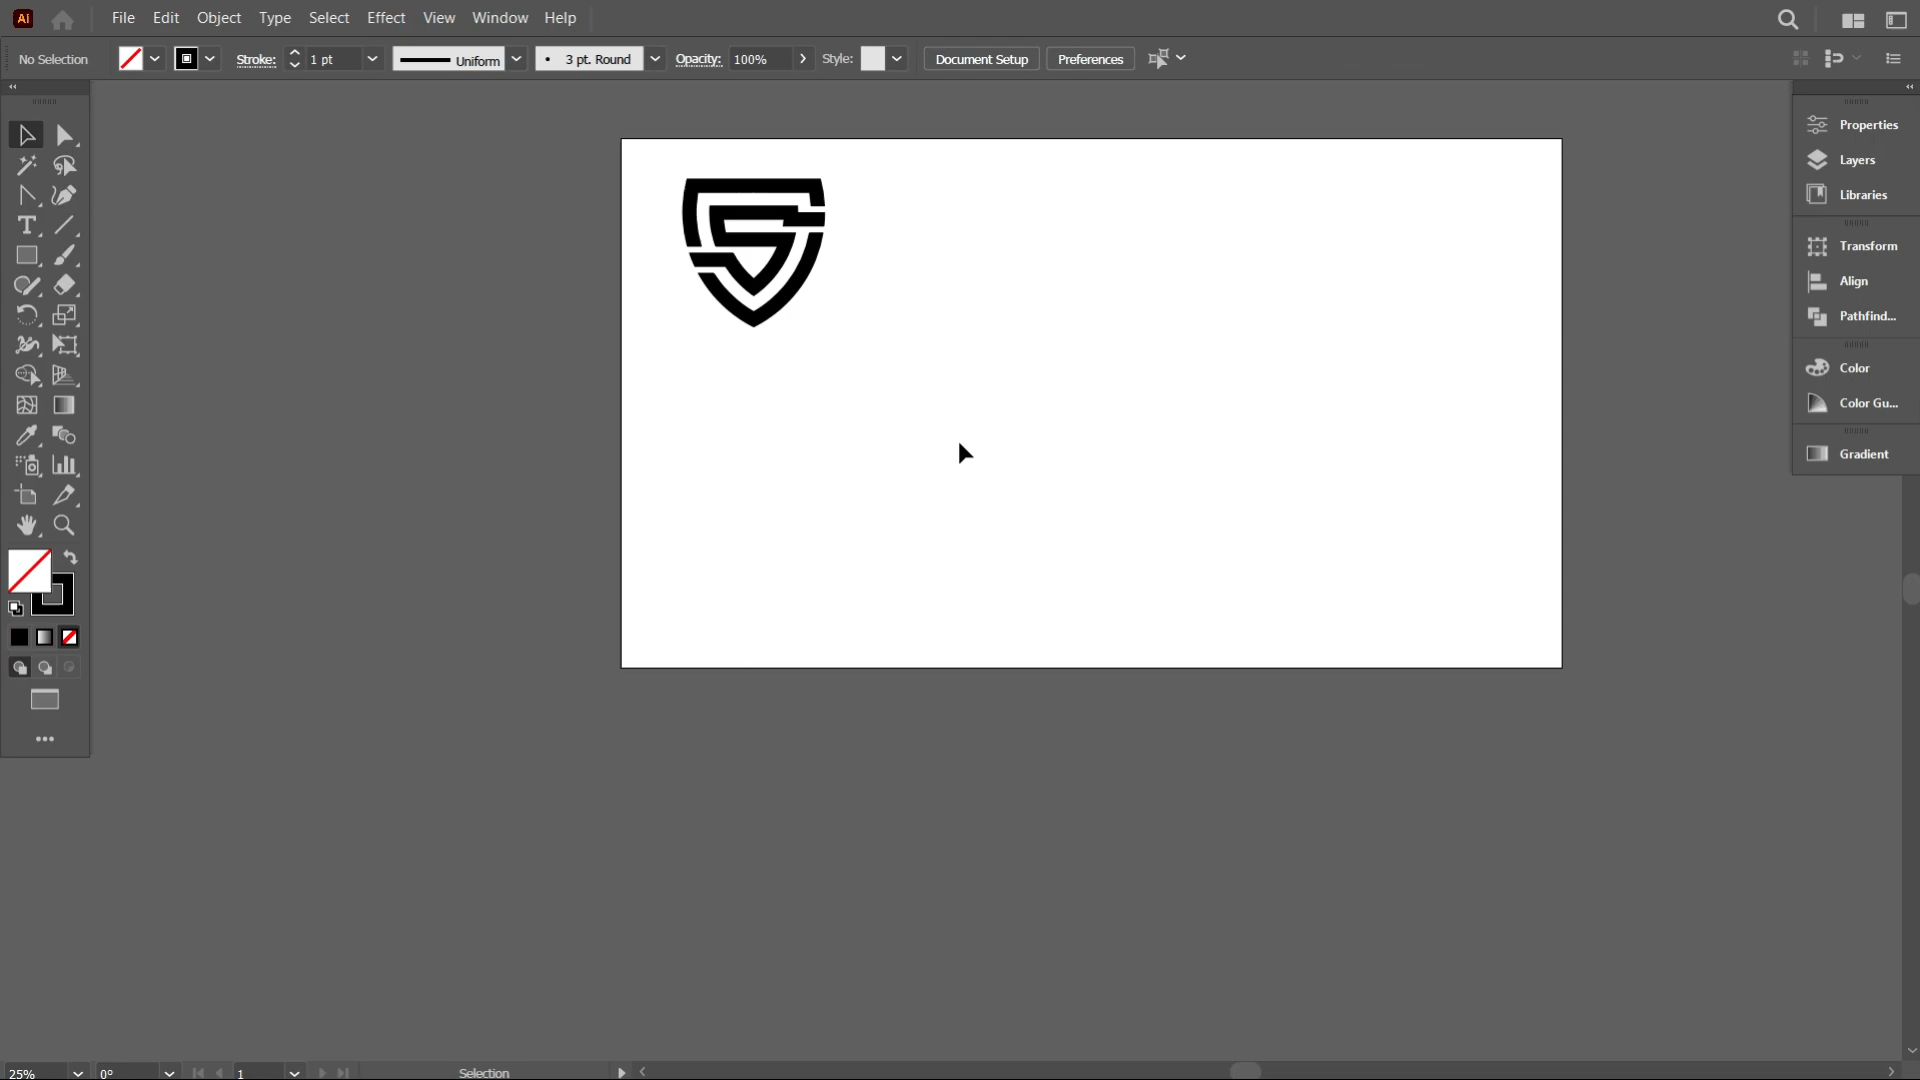 Ai File Edit Object Type Select Effect View Window Help
No Selection Stroke: 1 pt Uniform 3 pt. Round Opacity: 100% Style: Document Setup Preferences
Properties
Layers
Libraries
Transform
Align
Pathfind...
Color
Color Gu...
Gradient
25% 0° 1 Selection